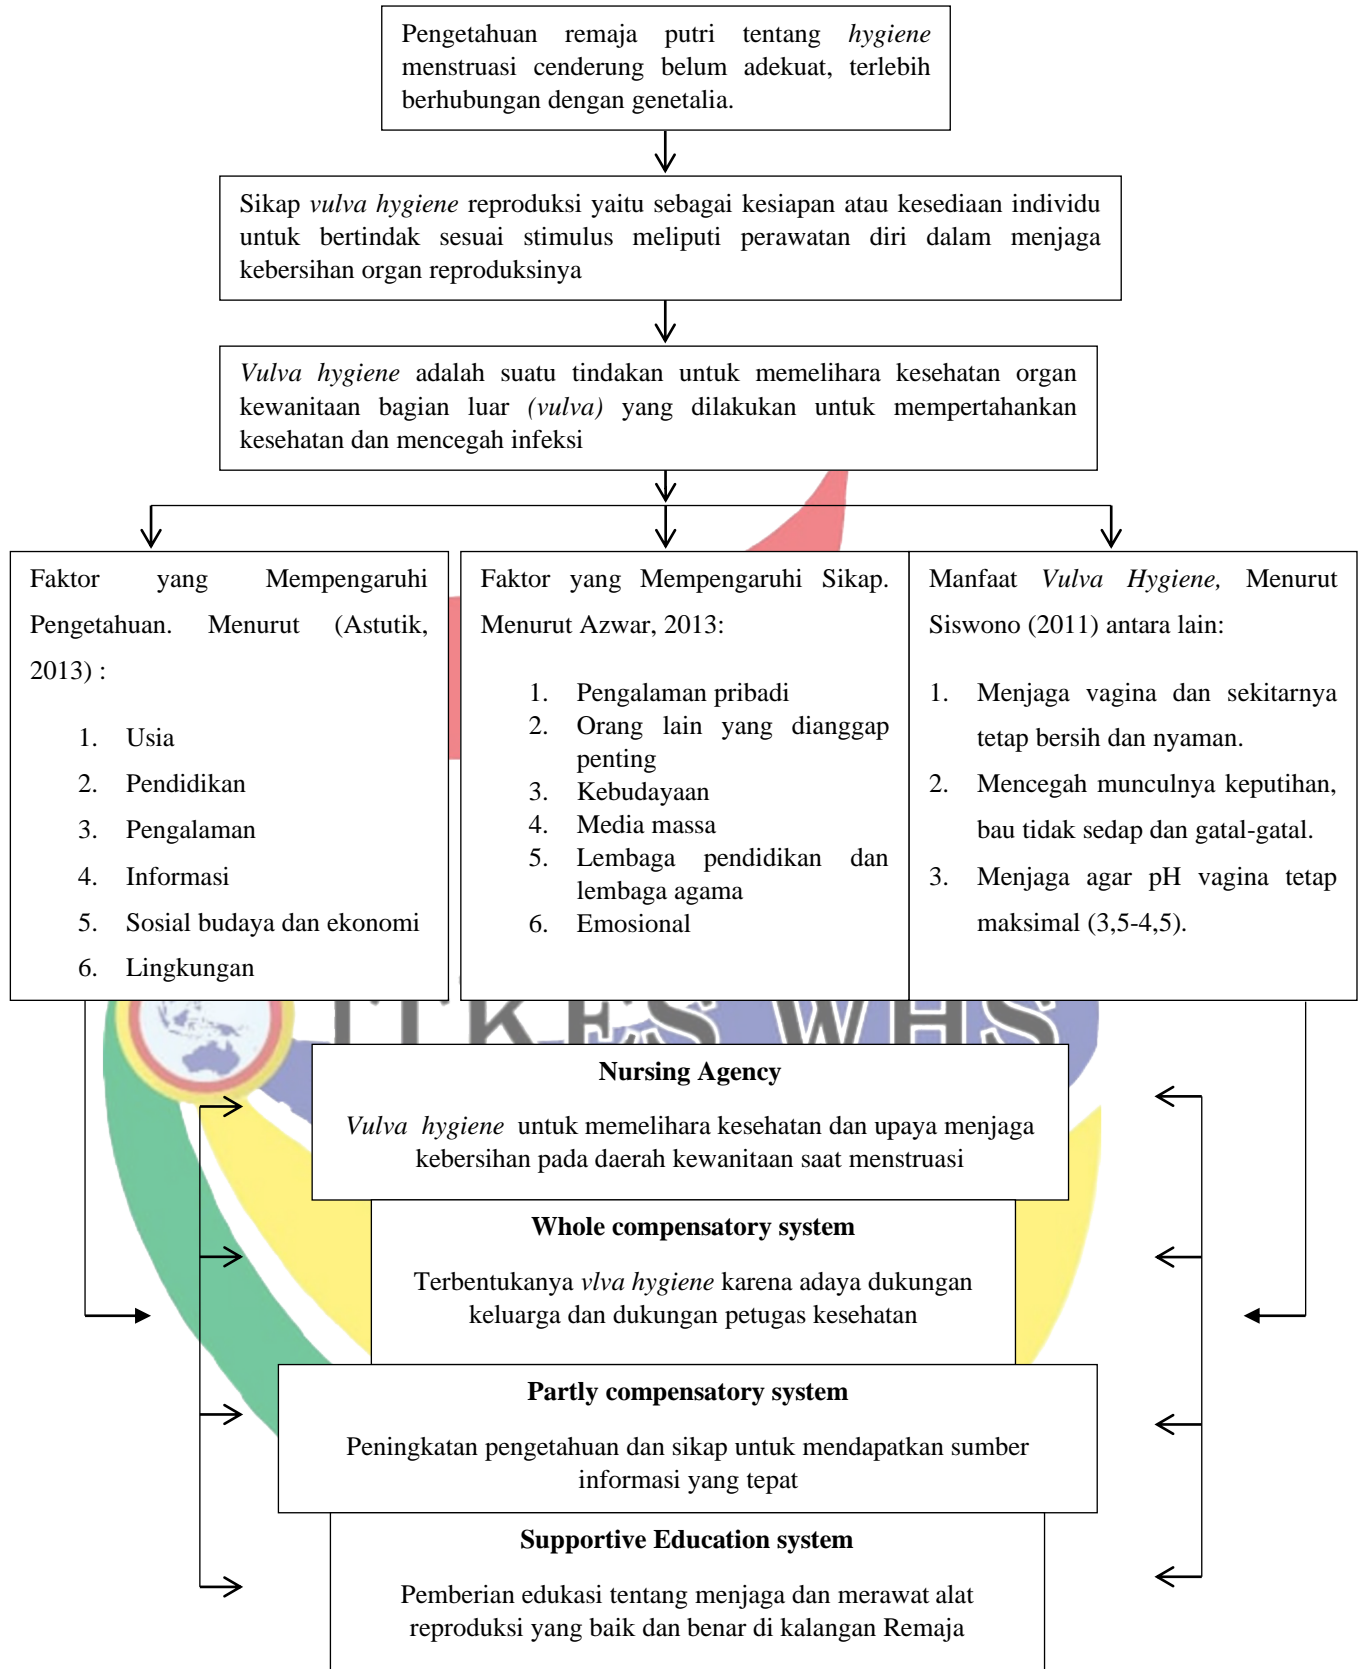 Pengetahuan remaja putri tentang hygiene
menstruasi cenderung belum adekuat, terlebih
berhubungan dengan genetalia.
Sikap vulva hygiene reproduksi yaitu sebagai kesiapan atau kesediaan individu
untuk bertindak sesuai stimulus meliputi perawatan diri dalam menjaga
kebersihan organ reproduksinya
Vulva hygiene adalah suatu tindakan untuk memelihara kesehatan organ
kewanitaan bagian luar (vulva) yang dilakukan untuk mempertahankan
kesehatan dan mencegah infeksi
Faktor yang Mempengaruhi
Pengetahuan. Menurut (Astutik,
2013) :
1. Usia
2. Pendidikan
3. Pengalaman
4. Informasi
5. Sosial budaya dan ekonomi
6. Lingkungan
Faktor yang Mempengaruhi Sikap.
Menurut Azwar, 2013:
1. Pengalaman pribadi
2. Orang lain yang dianggap
penting
3. Kebudayaan
4. Media massa
5. Lembaga pendidikan dan
lembaga agama
6. Emosional
Manfaat Vulva Hygiene, Menurut
Siswono (2011) antara lain:
1. Menjaga vagina dan sekitarnya
tetap bersih dan nyaman.
2. Mencegah munculnya keputihan,
bau tidak sedap dan gatal-gatal.
3. Menjaga agar pH vagina tetap
maksimal (3,5-4,5).
ITKES WHS
Nursing Agency
Vulva hygiene untuk memelihara kesehatan dan upaya menjaga
kebersihan pada daerah kewanitaan saat menstruasi
Whole compensatory system
Terbentukanya vlva hygiene karena adaya dukungan
keluarga dan dukungan petugas kesehatan
Partly compensatory system
Peningkatan pengetahuan dan sikap untuk mendapatkan sumber
informasi yang tepat
Supportive Education system
Pemberian edukasi tentang menjaga dan merawat alat
reproduksi yang baik dan benar di kalangan Remaja